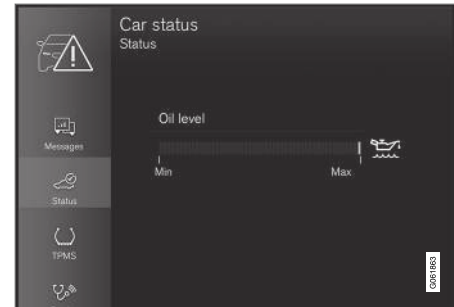 Car status
Status
Messages
Status
TPMS
Oil level
Min
Max
G061863